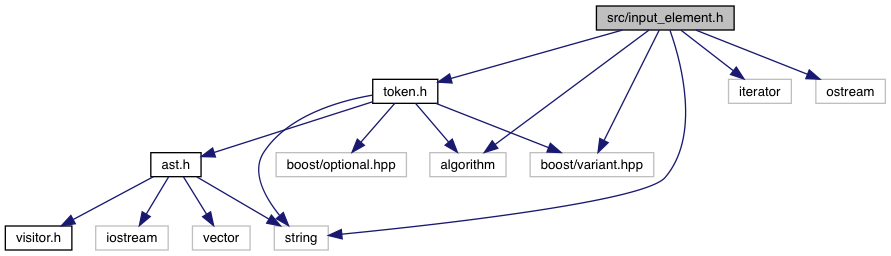 src/input_element.h
token.h
iterator
ostream
ast.h
boost/optional.hpp
algorithm
boost/variant.hpp
visitor.h
iostream
vector
string